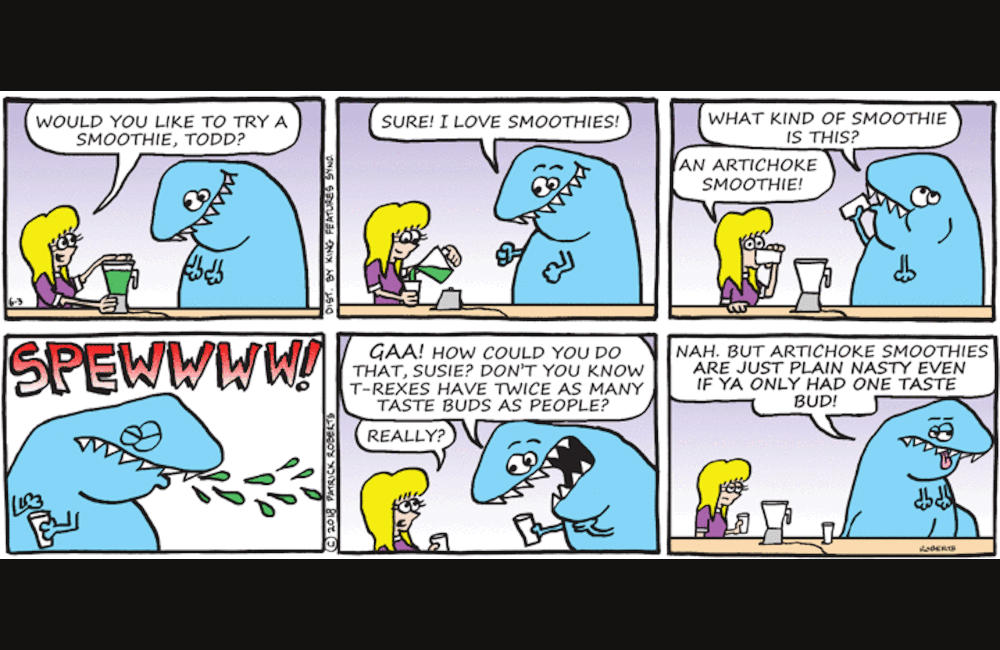 WOULD YOU LIKE TO TRY A
SMOOTHIE, TODD?
6-3
DIST. BY KING FEATURES SYND.
SURE! I LOVE SMOOTHIES!
WHAT KIND OF SMOOTHIE
IS THIS?
AN ARTICHOKE
SMOOTHIE!
SPEWWWW!
© 2018 PATRICK ROBERTS
GAA! HOW COULD YOU DO
THAT, SUSIE? DON'T YOU KNOW
T-REXES HAVE TWICE AS MANY
TASTE BUDS AS PEOPLE?
REALLY?
NAH. BUT ARTICHOKE SMOOTHIES
ARE JUST PLAIN NASTY EVEN
IF YA ONLY HAD ONE TASTE
BUD!
ROBERTS